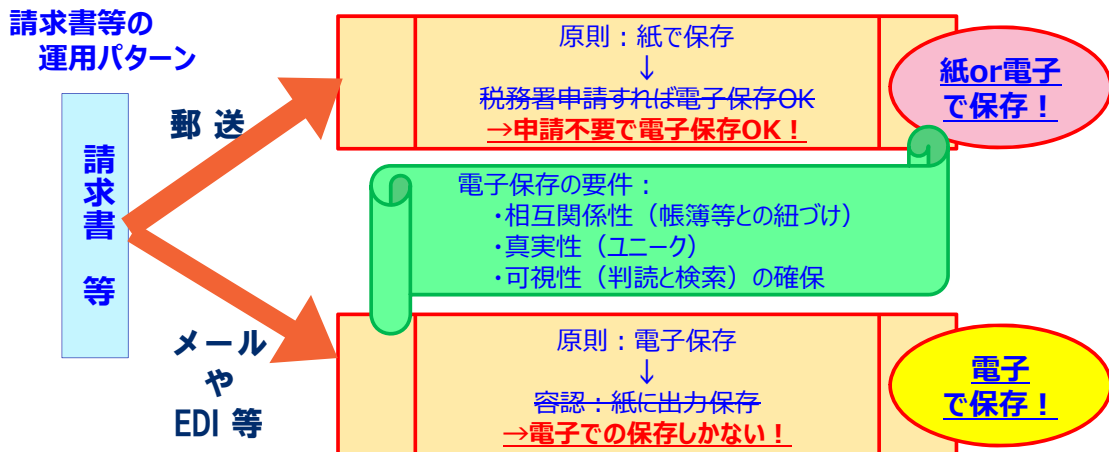 請求書等の
運用パターン
請求書 等
郵 送
原則：紙で保存
↓
税務署申請すれば電子保存OK
→申請不要で電子保存OK！
紙or電子
で保存！
電子保存の要件：
・相互関係性（帳簿等との紐づけ）
・真実性（ユニーク）
・可視性（判読と検索）の確保
メール
や
EDI 等
原則：電子保存
↓
容認：紙に出力保存
→電子での保存しかない！
電子
で保存！